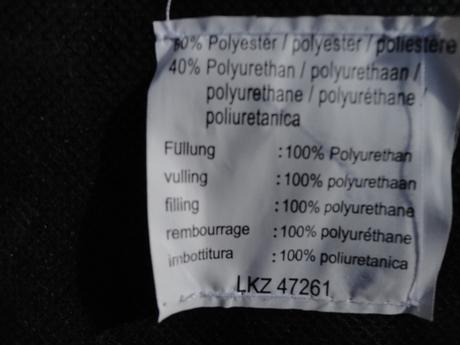 60% Polyester / polyester / poliestere
40% Polyurethan / polyurethaan /
polyurethane / polyuréthane /
poliuretanica
Füllung : 100% Polyurethan
vulling : 100% polyurethaan
filling : 100% polyurethane
rembourrage : 100% polyuréthane
imbottitura : 100% poliuretanica
LKZ 47261